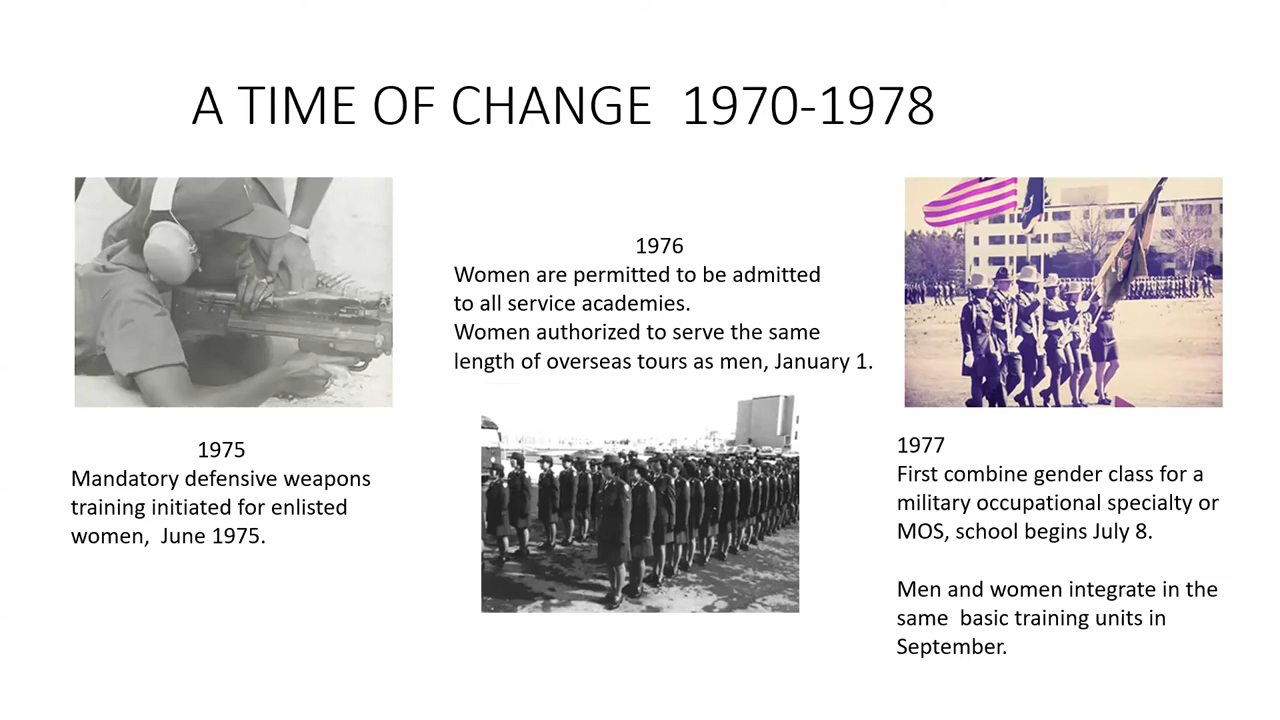 A TIME OF CHANGE  1970-1978
1975
Mandatory defensive weapons
training initiated for enlisted
women,  June 1975.
1976
Women are permitted to be admitted
to all service academies.
Women authorized to serve the same
length of overseas tours as men, January 1.
1977
First combine gender class for a
military occupational specialty or
MOS, school begins July 8.
Men and women integrate in the
same  basic training units in
September.